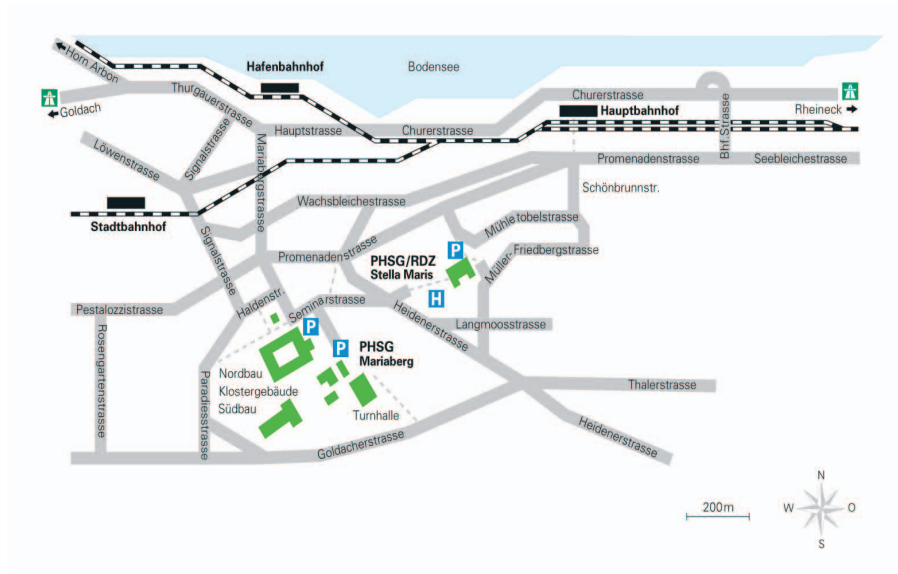 Horn Arbon
Hafenbahnhof
Bodensee
Goldach
Thurgauerstrasse
Churerstrasse
Hauptbahnhof
Rheineck
Löwenstrasse
Signalstrasse
Mariabergstrasse
Hauptstrasse
Churerstrasse
Bhf.Strasse
Promenadenstrasse
Seebleichestrasse
Schönbrunnstr.
Wachsbleichestrasse
Stadtbahnhof
Signalstrasse
Mühletobelstrasse
Promenadenstrasse
Müller-Friedbergstrasse
P
PHSG/RDZ
Stella Maris
H
Pestalozzistrasse
Haldenstr.
Seminarstrasse
Heidenerstrasse
Langmoosstrasse
P
P
PHSG
Mariaberg
Rosengartenstrasse
Paradiesstrasse
Nordbau
Klostergebäude
Südbau
Turnhalle
Thalerstrasse
Goldacherstrasse
Heidenerstrasse
200m
N
W
O
S